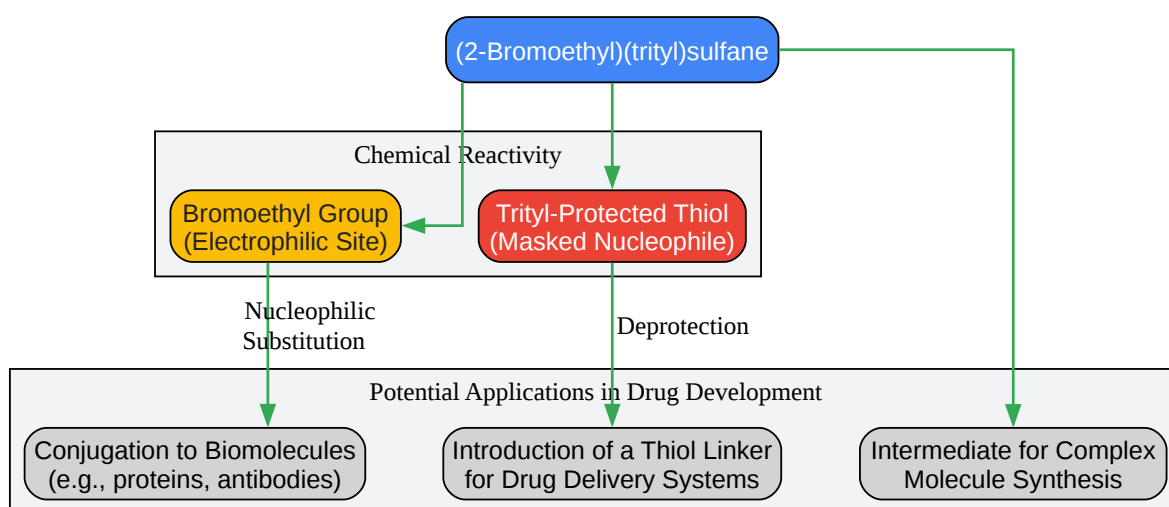 (2-Bromoethyl)(trityl)sulfane
Chemical Reactivity
Bromoethyl Group
(Electrophilic Site)
Trityl-Protected Thiol
(Masked Nucleophile)
Nucleophilic
Substitution
Deprotection
Potential Applications in Drug Development
Conjugation to Biomolecules
(e.g., proteins, antibodies)
Introduction of a Thiol Linker
for Drug Delivery Systems
Intermediate for Complex
Molecule Synthesis